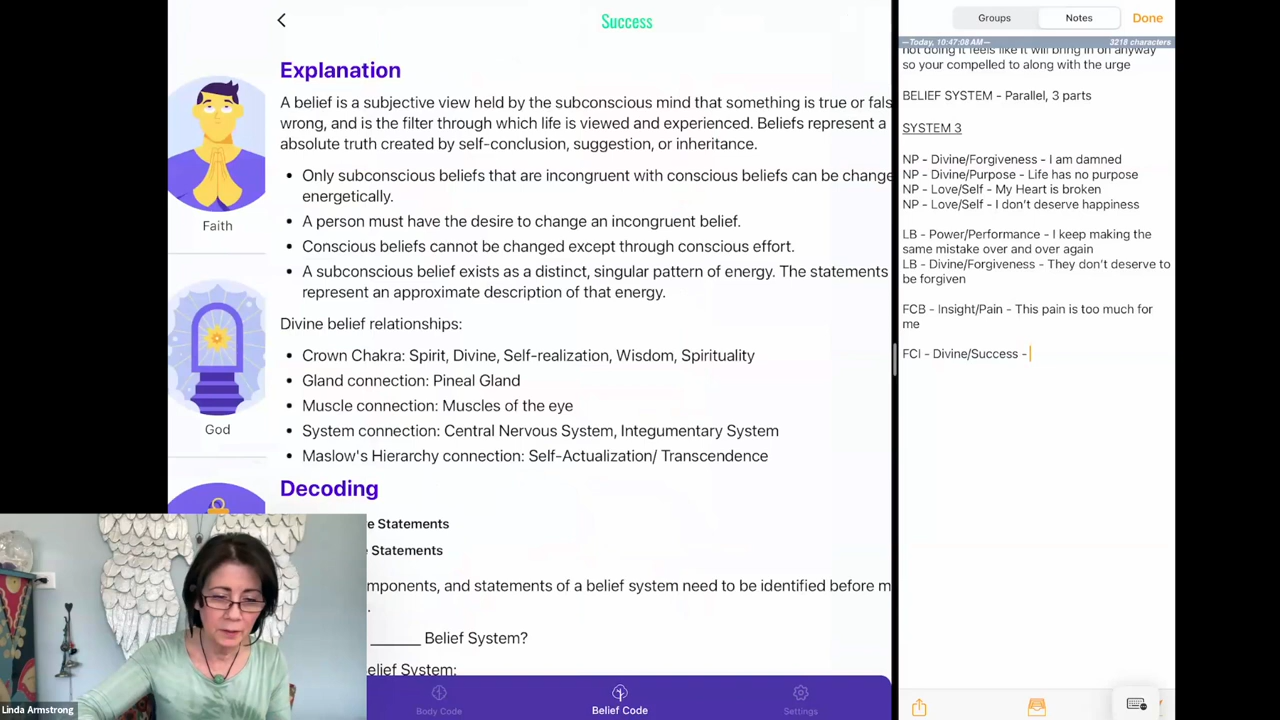 Success
Explanation
A belief is a subjective view held by the subconscious mind that something is true or fals
wrong, and is the filter through which life is viewed and experienced. Beliefs represent a
absolute truth created by self-conclusion, suggestion, or inheritance.
• Only subconscious beliefs that are incongruent with conscious beliefs can be change
energetically.
• A person must have the desire to change an incongruent belief.
• Conscious beliefs cannot be changed except through conscious effort.
• A subconscious belief exists as a distinct, singular pattern of energy. The statements
represent an approximate description of that energy.
Divine belief relationships:
• Crown Chakra: Spirit, Divine, Self-realization, Wisdom, Spirituality
• Gland connection: Pineal Gland
• Muscle connection: Muscles of the eye
• System connection: Central Nervous System, Integumentary System
• Maslow's Hierarchy connection: Self-Actualization/ Transcendence
Decoding
e Statements
e Statements
mponents, and statements of a belief system need to be identified before m
.
______ Belief System?
elief System:
Faith
God
Body Code
Belief Code
Settings
Linda Armstrong
Groups
Notes
Done
—Today, 10:47:08 AM—
3218 characters
not doing it feels like it will bring in on anyway
so your compelled to along with the urge
BELIEF SYSTEM - Parallel, 3 parts
SYSTEM 3
NP - Divine/Forgiveness - I am damned
NP - Divine/Purpose - Life has no purpose
NP - Love/Self - My Heart is broken
NP - Love/Self - I don't deserve happiness
LB - Power/Performance - I keep making the
same mistake over and over again
LB - Divine/Forgiveness - They don't deserve to
be forgiven
FCB - Insight/Pain - This pain is too much for
me
FCI - Divine/Success -